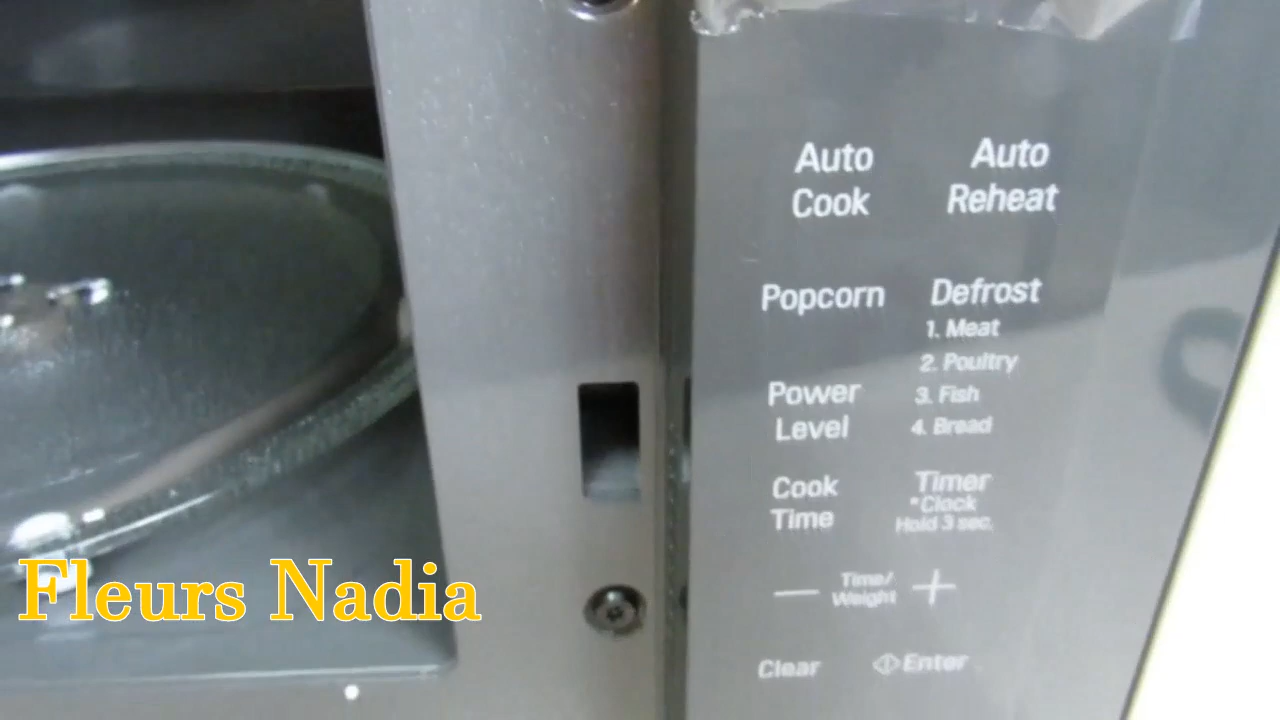 Auto Cook
Auto Reheat
Popcorn
Defrost
1. Meat
2. Poultry
3. Fish
4. Bread
Power Level
Cook Time
Timer
*Clock
Hold 3 sec.
— Time/Weight +
Clear
Enter
Fleurs Nadia